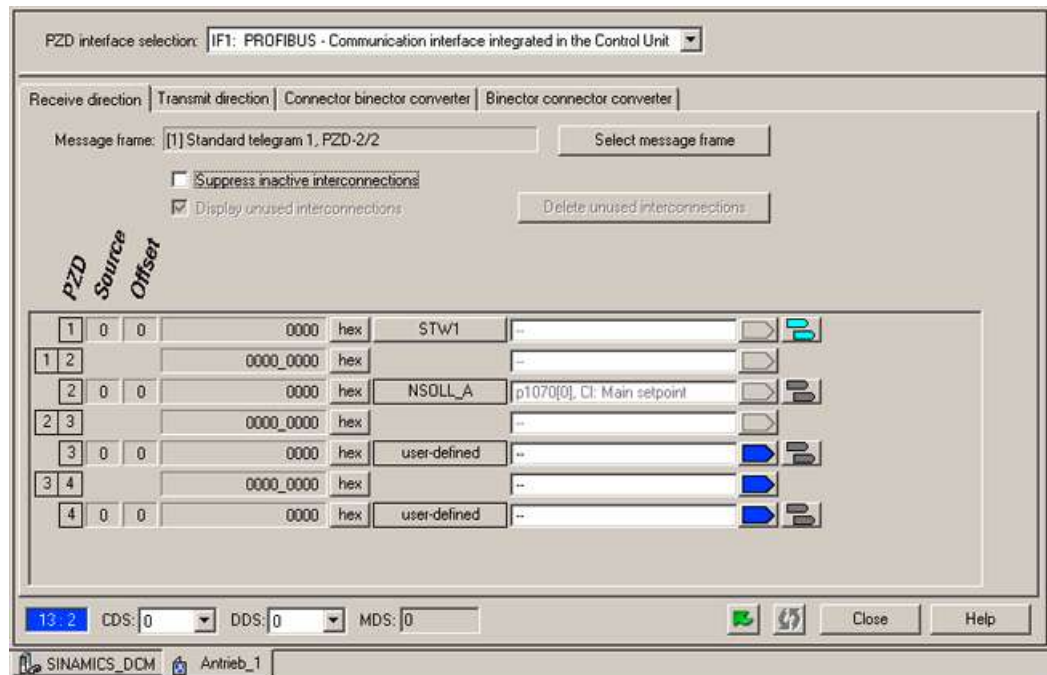 PZD interface selection: IF1: PROFIBUS - Communication interface integrated in the Control Unit
Receive direction Transmit direction Connector binector converter Binector connector converter
Message frame: [1] Standard telegram 1, PZD-2/2 Select message frame
Suppress inactive interconnections
Display unused interconnections Delete unused interconnections
PZD Source Offset
1 0 0 0000 hex STW1 --
1 2 0000_0000 hex --
2 0 0 0000 hex NSOLL_A p1070[0], CI: Main setpoint
2 3 0000_0000 hex --
3 0 0 0000 hex user-defined --
3 4 0000_0000 hex --
4 0 0 0000 hex user-defined --
13 : 2 CDS: 0 DDS: 0 MDS: 0 Close Help
SINAMICS_DCM Antrieb_1